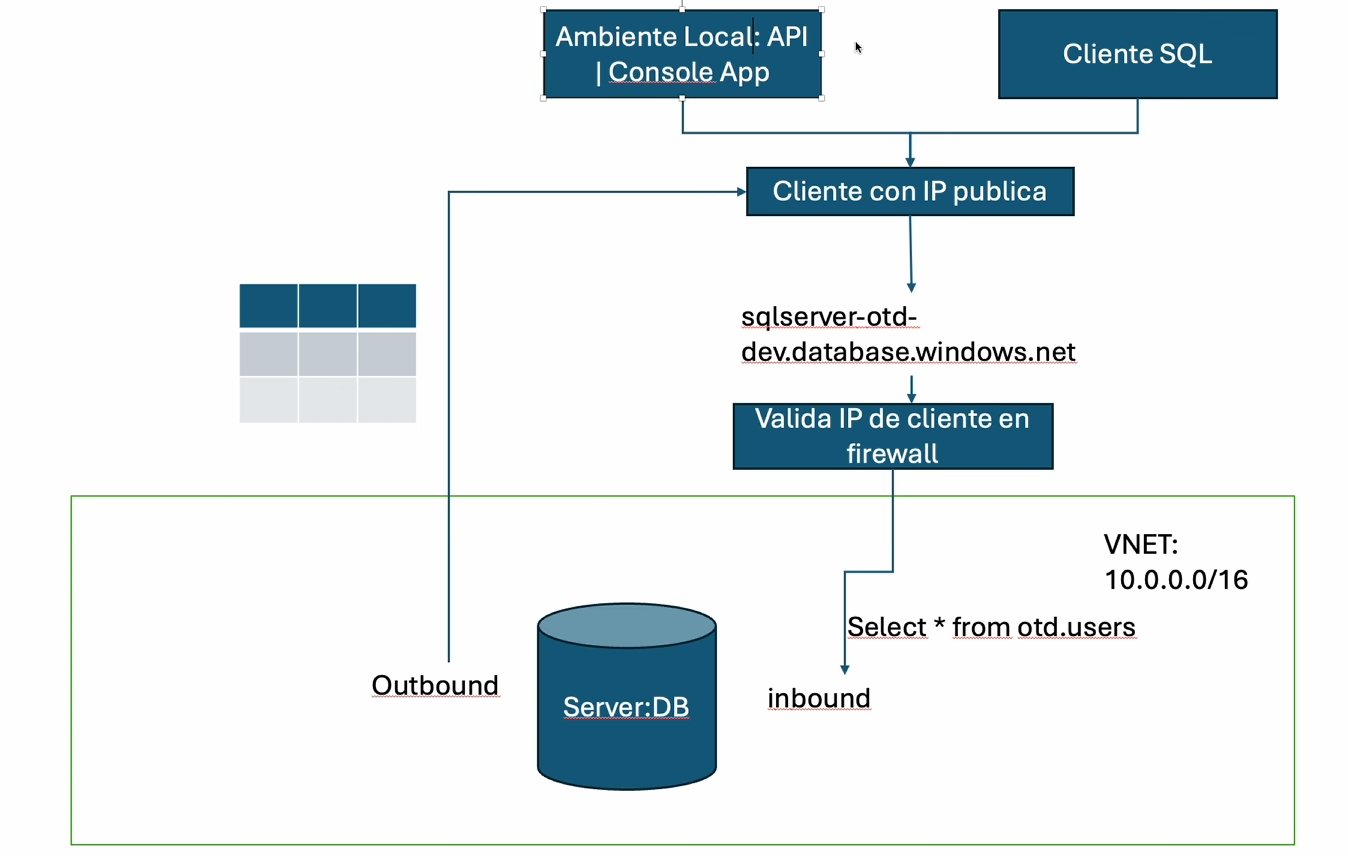 Ambiente Local: API
| Console App
Cliente SQL
Cliente con IP publica
sqlserver-otd-
dev.database.windows.net
Valida IP de cliente en
firewall
VNET:
10.0.0.0/16
Select * from otd.users
Outbound
Server:DB
inbound